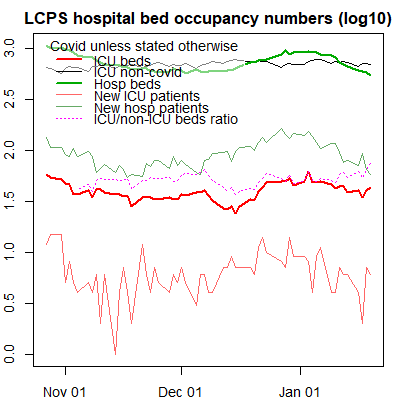 LCPS hospital bed occupancy numbers (log10)
Covid unless stated otherwise
ICU beds
ICU non-covid
Hosp beds
New ICU patients
New hosp patients
ICU/non-ICU beds ratio
3.0
2.5
2.0
1.5
1.0
0.5
0.0
Nov 01 Dec 01 Jan 01